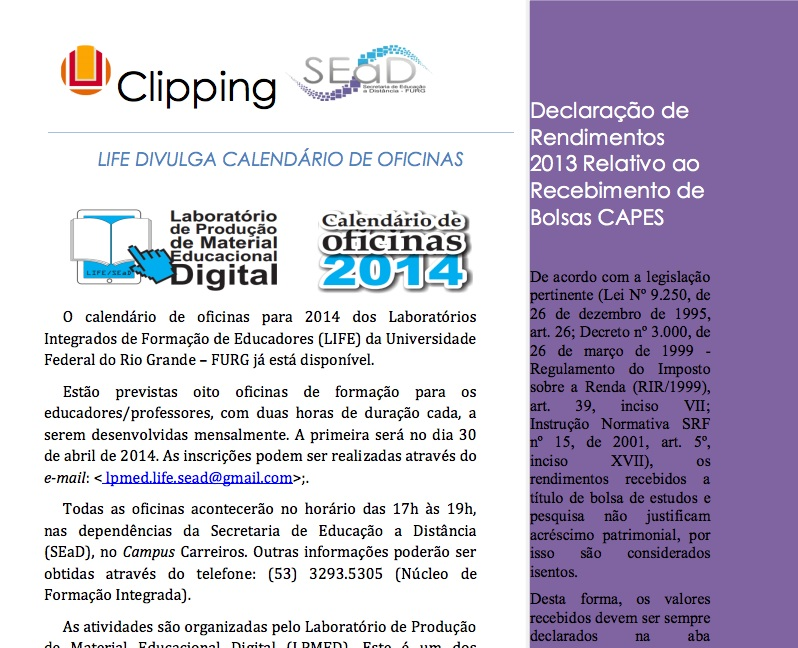 Clipping
SEaD
Secretaria de Educação
a Distância - FURG
LIFE DIVULGA CALENDÁRIO DE OFICINAS
LIFE/SEaD
Laboratório
de Produção
de Material
Educacional
Digital
Calendário de
oficinas
2014
O calendário de oficinas para 2014 dos Laboratórios
Integrados de Formação de Educadores (LIFE) da Universidade
Federal do Rio Grande – FURG já está disponível.
Estão previstas oito oficinas de formação para os
educadores/professores, com duas horas de duração cada, a
serem desenvolvidas mensalmente. A primeira será no dia 30
de abril de 2014. As inscrições podem ser realizadas através do
e-mail: < lpmed.life.sead@gmail.com>;.
Todas as oficinas acontecerão no horário das 17h às 19h,
nas dependências da Secretaria de Educação a Distância
(SEaD), no Campus Carreiros. Outras informações poderão ser
obtidas através do telefone: (53) 3293.5305 (Núcleo de
Formação Integrada).
As atividades são organizadas pelo Laboratório de Produção
de Material Educacional Digital (LPMED). Este é um dos
Declaração de
Rendimentos
2013 Relativo ao
Recebimento de
Bolsas CAPES
De acordo com a legislação
pertinente (Lei Nº 9.250, de
26 de dezembro de 1995,
art. 26; Decreto nº 3.000, de
26 de março de 1999 -
Regulamento do Imposto
sobre a Renda (RIR/1999),
art. 39, inciso VII;
Instrução Normativa SRF
nº 15, de 2001, art. 5º,
inciso XVII), os
rendimentos recebidos a
título de bolsa de estudos e
pesquisa não justificam
acréscimo patrimonial, por
isso são considerados
isentos.
Desta forma, os valores
recebidos devem ser sempre
declarados na aba